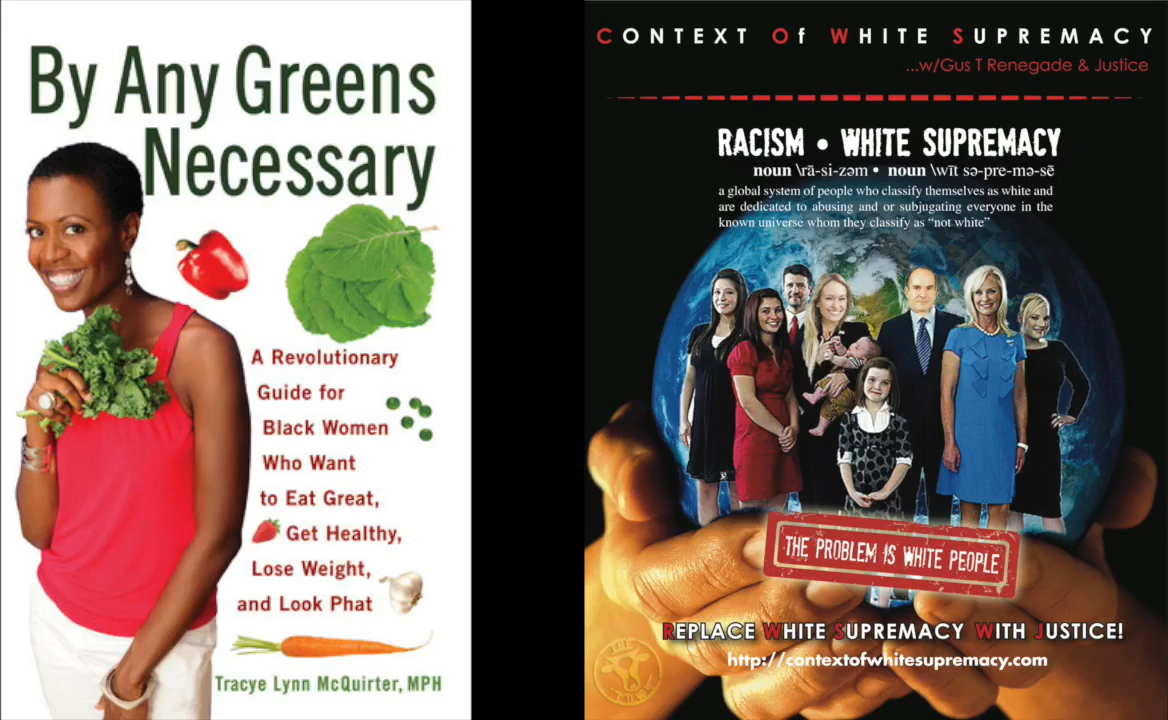 By Any Greens
Necessary
A Revolutionary
Guide for
Black Women
Who Want
to Eat Great,
Get Healthy,
Lose Weight,
and Look Phat
Tracye Lynn McQuirter, MPH
CONTEXT Of WHITE SUPREMACY
...w/Gus T Renegade & Justice
RACISM • WHITE SUPREMACY
noun \rā-si-zəm • noun \wīt sə-pre-mə-sē
a global system of people who classify themselves as white and
are dedicated to abusing and or subjugating everyone in the
known universe whom they classify as “not white”
THE PROBLEM IS WHITE PEOPLE
REPLACE WHITE SUPREMACY WITH JUSTICE!
http://contextofwhitesupremacy.com